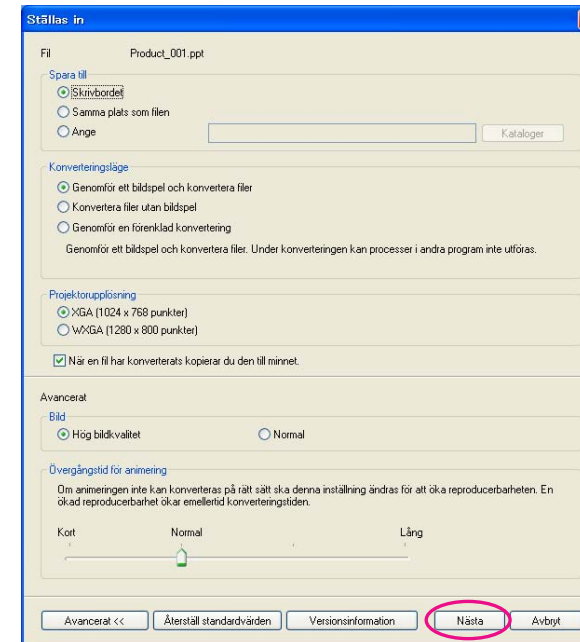 Ställas in
Fil Product_001.ppt
Spara till
Skrivbordet
Samma plats som filen
Ange Kataloger
Konverteringsläge
Genomför ett bildspel och konvertera filer
Konvertera filer utan bildspel
Genomför en förenklad konvertering
Genomför ett bildspel och konvertera filer. Under konverteringen kan processer i andra program inte utföras.
Projektorupplösning
XGA (1024 x 768 punkter)
WXGA (1280 x 800 punkter)
När en fil har konverterats kopierar du den till minnet.
Avancerat
Bild
Hög bildkvalitet Normal
Övergångstid för animering
Om animeringen inte kan konverteras på rätt sätt ska denna inställning ändras för att öka reproducerbarheten. En
ökad reproducerbarhet ökar emellertid konverteringstiden.
Kort Normal Lång
Avancerat << Återställ standardvärden Versionsinformation Nästa Avbryt